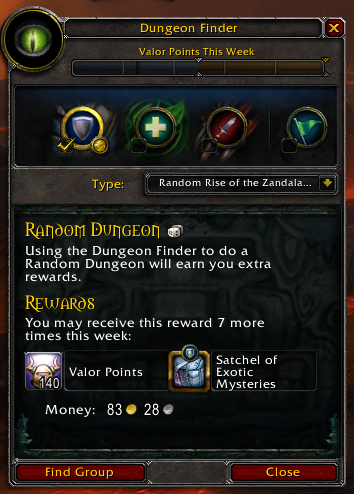 Dungeon Finder
Valor Points This Week
Type:
Random Rise of the Zandala...
Random Dungeon
Using the Dungeon Finder to do a
Random Dungeon will earn you extra
rewards.
Rewards
You may receive this reward 7 more
times this week:
140
Valor Points
Satchel of
Exotic
Mysteries
Money: 83 28
Find Group
Close